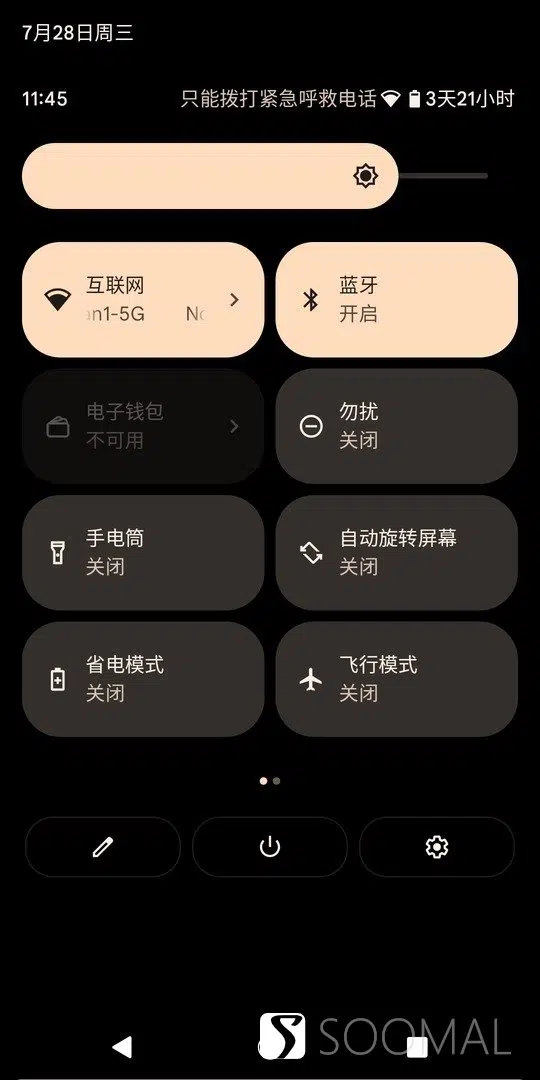 7月28日周三
11:45 只能拨打紧急呼救电话 3天21小时
互联网
an1-5G No
蓝牙
开启
电子钱包
不可用
勿扰
关闭
手电筒
关闭
自动旋转屏幕
关闭
省电模式
关闭
飞行模式
关闭
SOOMAL